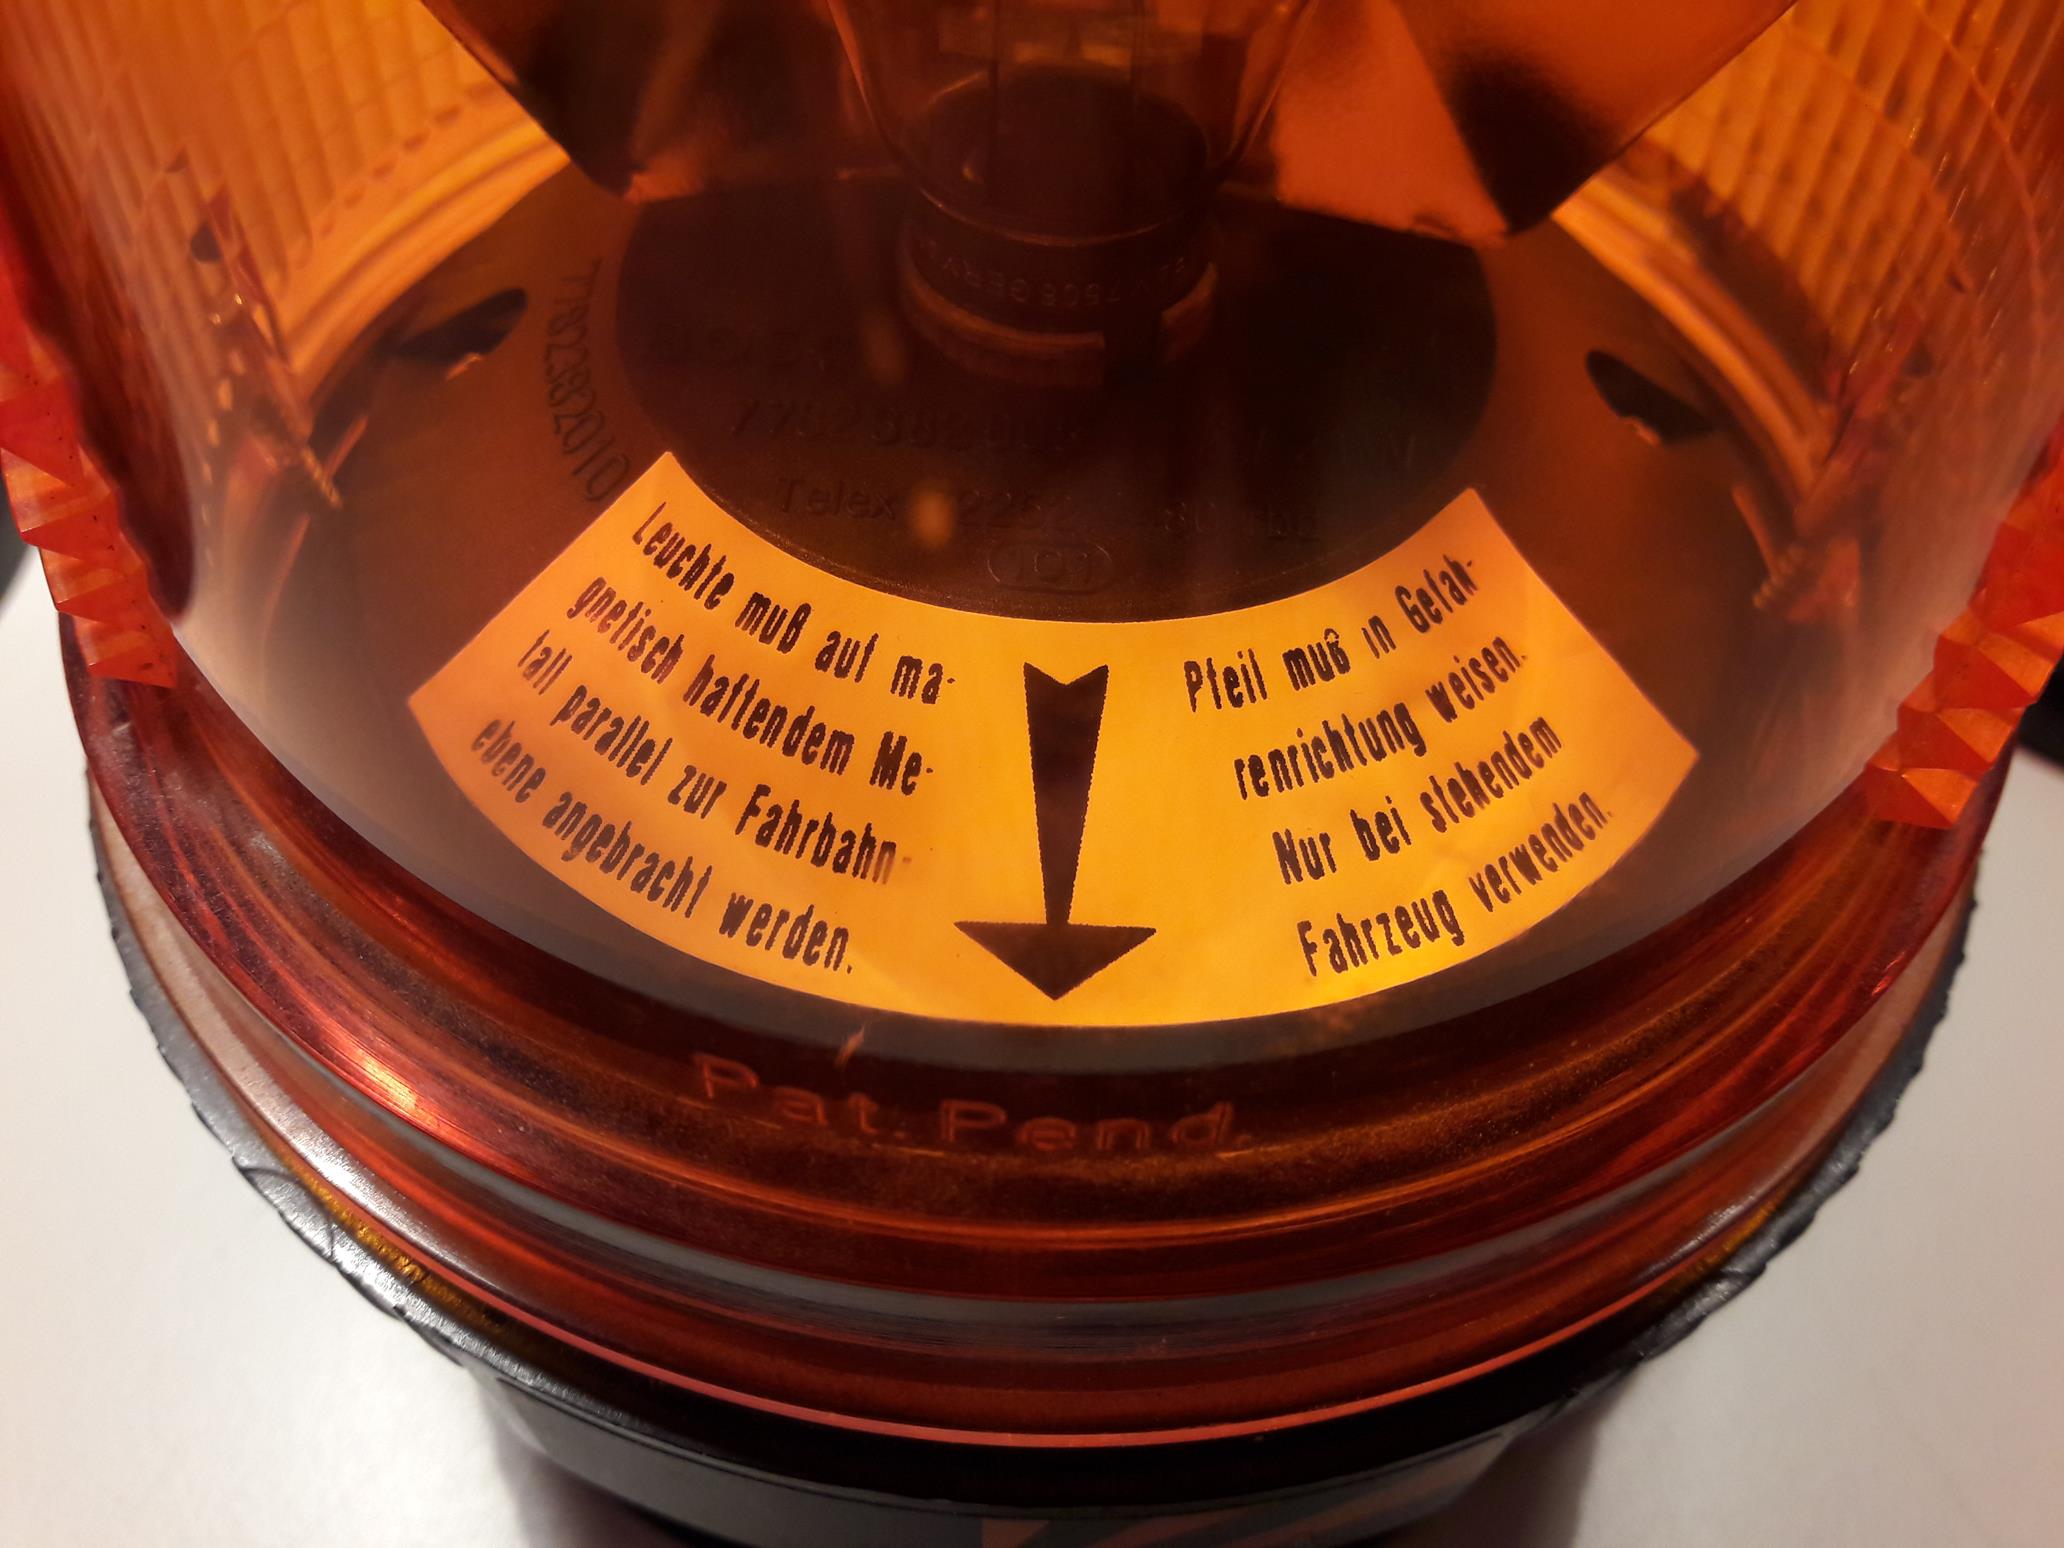 7782382010
Telex
Leuchte muß auf ma-
gnetisch haftendem Me-
tall parallel zur Fahrbahn-
ebene angebracht werden.
Pfeil muß in Gefah-
renrichtung weisen.
Nur bei stehendem
Fahrzeug verwenden.
Pat. Pend.